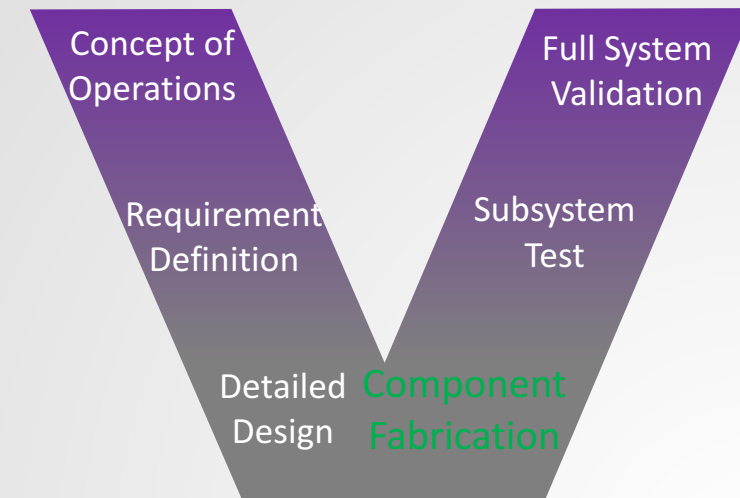 Concept of
Operations
Requirement
Definition
Detailed
Design
Component
Fabrication
Subsystem
Test
Full System
Validation